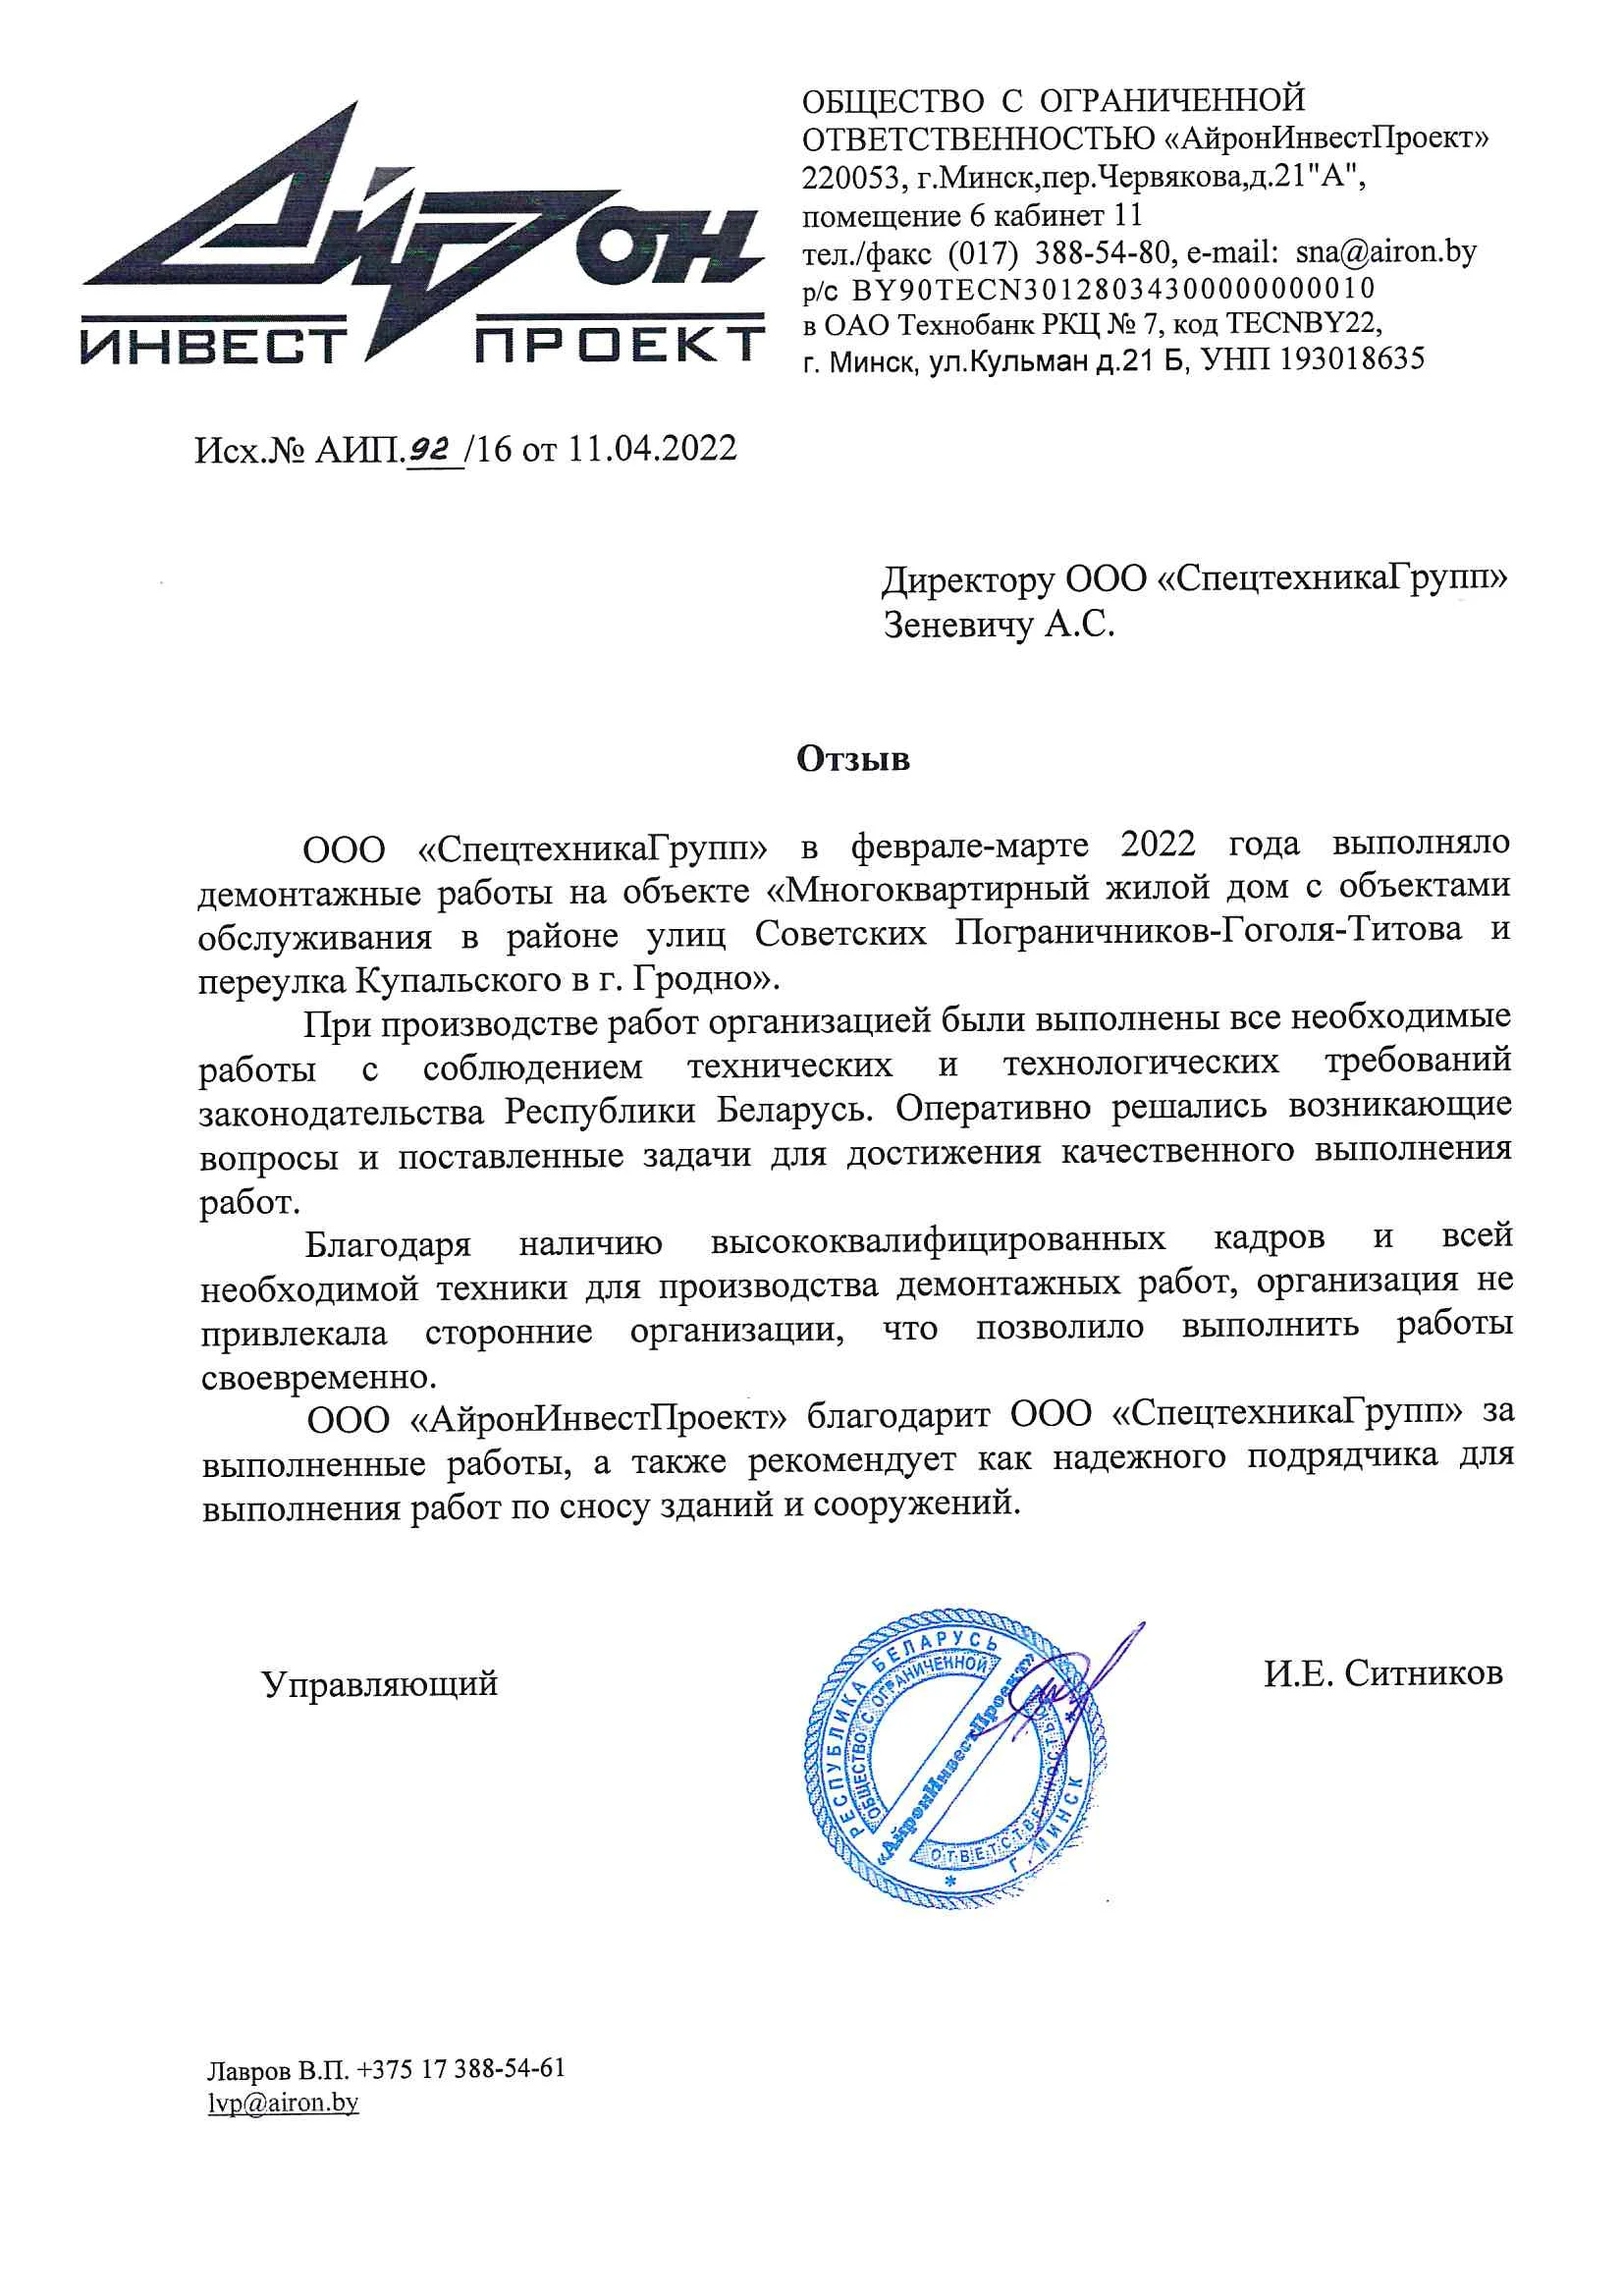 Айрон
ИНВЕСТ ПРОЕКТ
ОБЩЕСТВО С ОГРАНИЧЕННОЙ
ОТВЕТСТВЕННОСТЬЮ «АйронИнвестПроект»
220053, г.Минск,пер.Червякова,д.21"А",
помещение 6 кабинет 11
тел./факс (017) 388-54-80, e-mail: sna@airon.by
р/с BY90TECN30128034300000000010
в ОАО Технобанк РКЦ № 7, код TECNBY22,
г. Минск, ул.Кульман д.21 Б, УНП 193018635
Исх.№ АИП.92/16 от 11.04.2022
Директору ООО «СпецтехникаГрупп»
Зеневичу А.С.
Отзыв
ООО «СпецтехникаГрупп» в феврале-марте 2022 года выполняло
демонтажные работы на объекте «Многоквартирный жилой дом с объектами
обслуживания в районе улиц Советских Пограничников-Гоголя-Титова и
переулка Купальского в г. Гродно».
При производстве работ организацией были выполнены все необходимые
работы с соблюдением технических и технологических требований
законодательства Республики Беларусь. Оперативно решались возникающие
вопросы и поставленные задачи для достижения качественного выполнения
работ.
Благодаря наличию высококвалифицированных кадров и всей
необходимой техники для производства демонтажных работ, организация не
привлекала сторонние организации, что позволило выполнить работы
своевременно.
ООО «АйронИнвестПроект» благодарит ООО «СпецтехникаГрупп» за
выполненные работы, а также рекомендует как надежного подрядчика для
выполнения работ по сносу зданий и сооружений.
Управляющий
РЕСПУБЛИКА БЕЛАРУСЬ * Г. МИНСК *
ОБЩЕСТВО С ОГРАНИЧЕННОЙ
«АйронИнвестПроект»
ОТВЕТСТВЕННОСТЬЮ
И.Е. Ситников
Лавров В.П. +375 17 388-54-61
lvp@airon.by